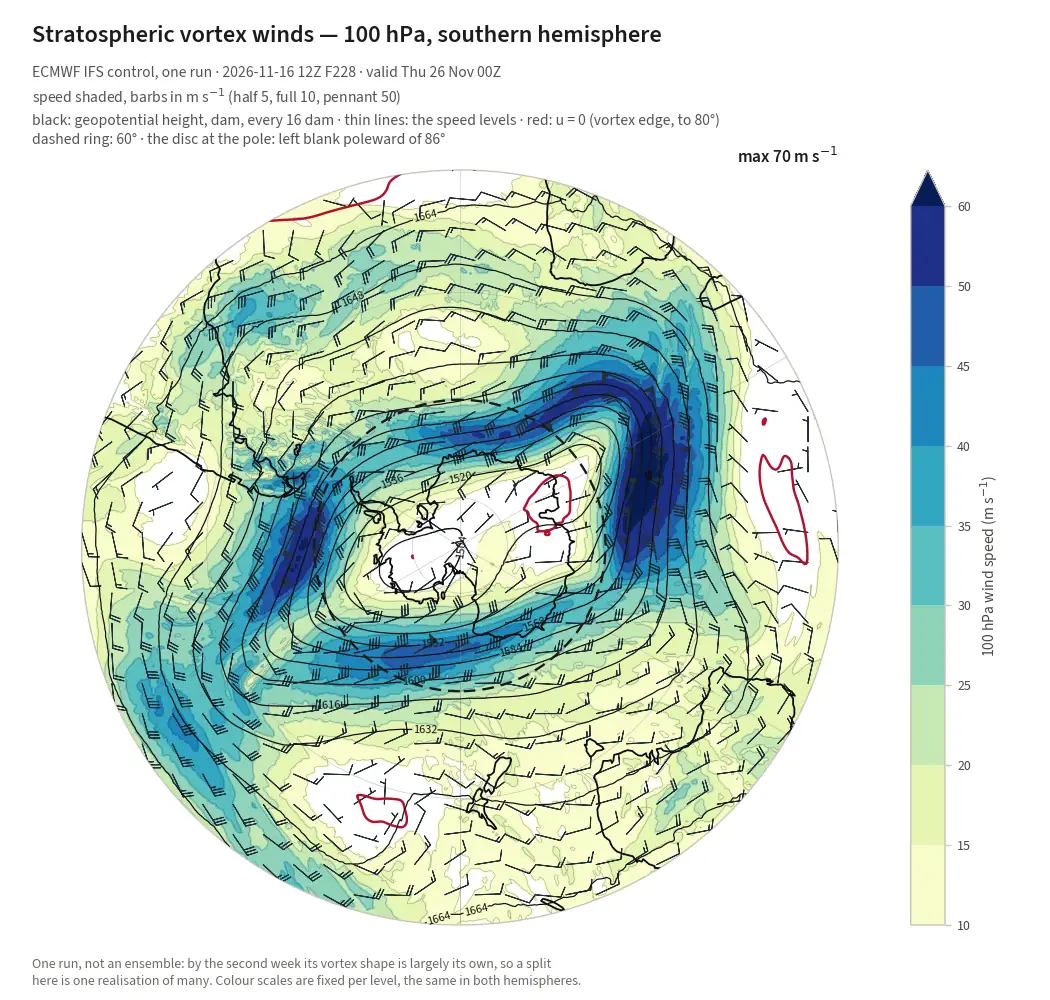 Stratospheric vortex winds — 100 hPa, southern hemisphere
ECMWF IFS control, one run · 2026-11-16 12Z F228 · valid Thu 26 Nov 00Z
speed shaded, barbs in m s⁻¹ (half 5, full 10, pennant 50)
black: geopotential height, dam, every 16 dam · thin lines: the speed levels · red: u = 0 (vortex edge, to 80°)
dashed ring: 60° · the disc at the pole: left blank poleward of 86°
max 70 m s⁻¹
1664
1648
1520
1536
1504
1568
1552
1584
1600
1616
1632
1664
1664
60
50
45
40
35
30
25
20
15
10
100 hPa wind speed (m s⁻¹)
One run, not an ensemble: by the second week its vortex shape is largely its own, so a split
here is one realisation of many. Colour scales are fixed per level, the same in both hemispheres.